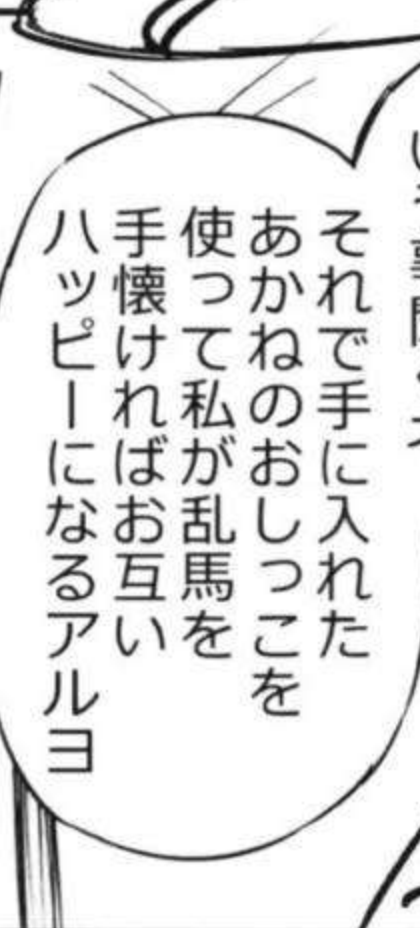 それで手に入れた
あかねのおしっこを
使って私が乱馬を
手懐ければお互い
ハッピーになるアルヨ